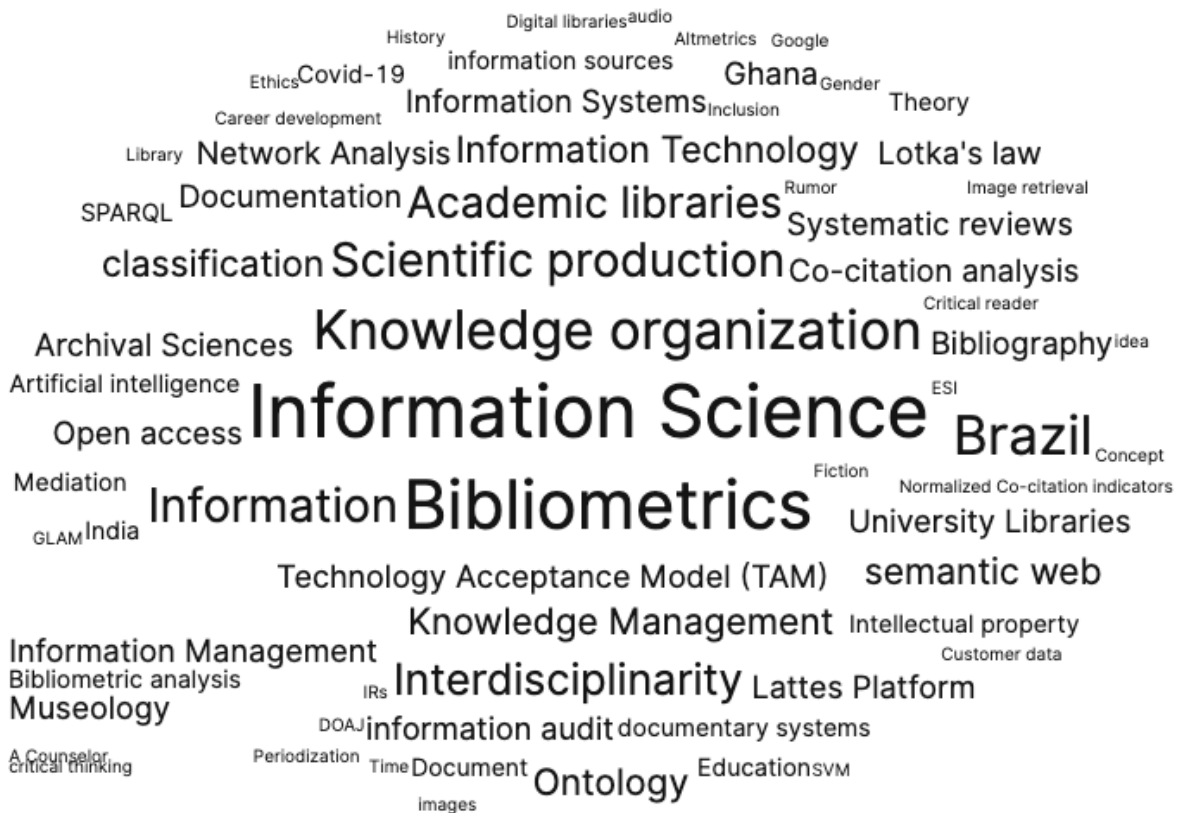 Digital libraries audio
History Altmetrics Google
information sources
Ethics Covid-19 Ghana Gender
Information Systems Inclusion Theory
Career development
Library Network Analysis Information Technology Lotka's law
SPARQL Documentation Academic libraries Rumor Image retrieval
Systematic reviews
classification Scientific production Co-citation analysis
Critical reader
Archival Sciences Knowledge organization Bibliography idea
Artificial intelligence ESI
Open access Information Science Brazil Concept
Mediation Fiction Normalized Co-citation indicators
GLAM India Information Bibliometrics University Libraries
Technology Acceptance Model (TAM) semantic web
Knowledge Management Intellectual property
Information Management Customer data
Bibliometric analysis IRs Interdisciplinarity Lattes Platform
Museology
DOAJ information audit documentary systems
A Counselor Periodization
critical thinking Time Document Ontology Education SVM
images